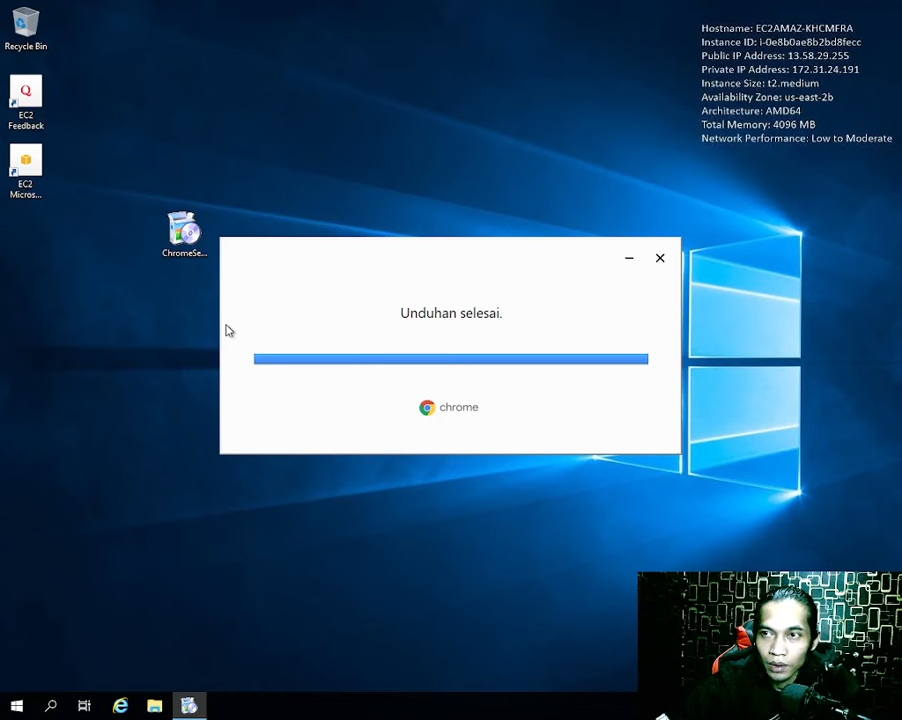 Hostname: EC2AMAZ-KHCMFRA
Instance ID: i-0e8b0ae8b2bd8fecc
Public IP Address: 13.58.29.255
Private IP Address: 172.31.24.191
Instance Size: t2.medium
Availability Zone: us-east-2b
Architecture: AMD64
Total Memory: 4096 MB
Network Performance: Low to Moderate
Recycle Bin
EC2
Feedback
EC2
Micros...
ChromeSe...
Unduhan selesai.
chrome